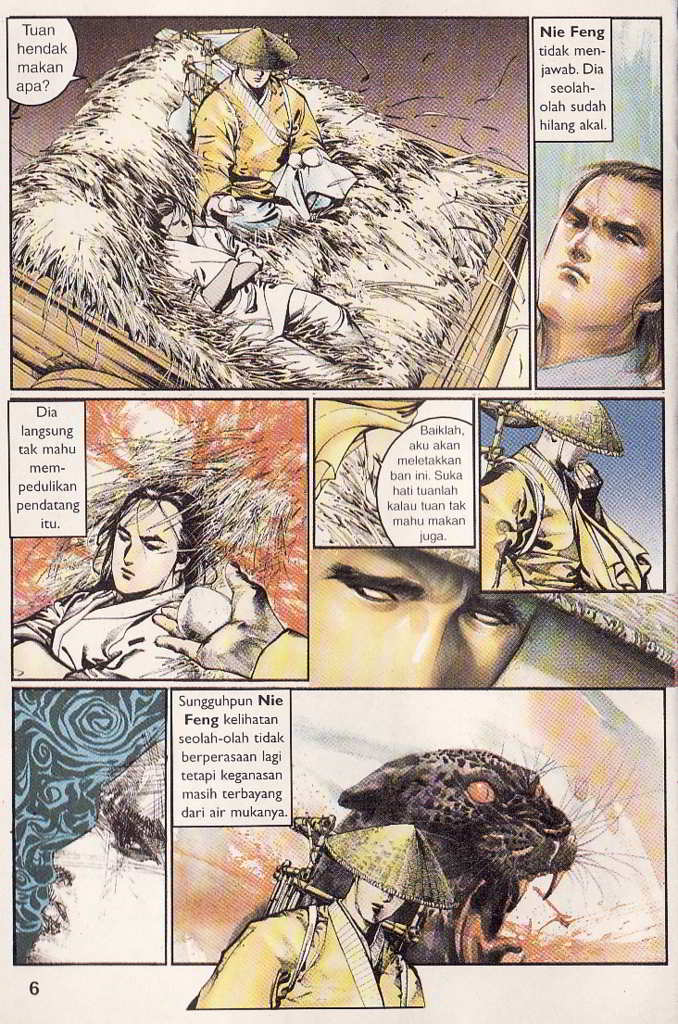 Tuan
hendak
makan
apa?
Nie Feng
tidak men-
jawab. Dia
seolah-
olah sudah
hilang akal.
Dia
langsung
tak mahu
mem-
pedulikan
pendatang
itu.
Baiklah,
aku akan
meletakkan
ban ini. Suka
hati tuanlah
kalau tuan tak
mahu makan
juga.
Sungguhpun Nie
Feng kelihatan
seolah-olah tidak
berperasaan lagi
tetapi keganasan
masih terbayang
dari air mukanya.
6